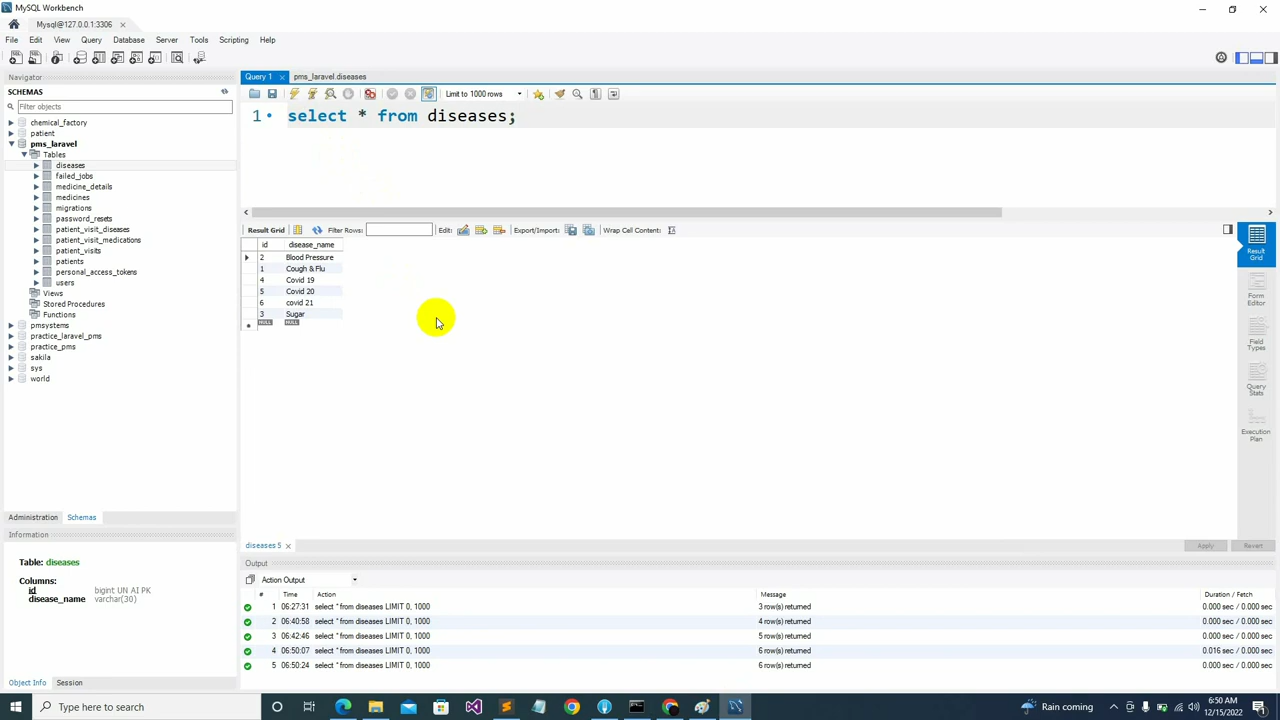 MySQL Workbench
Mysql@127.0.0.1:3306
File Edit View Query Database Server Tools Scripting Help
Navigator
SCHEMAS
Filter objects
chemical_factory
patient
pms_laravel
Tables
diseases
failed_jobs
medicine_details
medicines
migrations
password_resets
patient_visit_diseases
patient_visit_medications
patient_visits
patients
personal_access_tokens
users
Views
Stored Procedures
Functions
pmsystems
practice_laravel_pms
practice_pms
sakila
sys
world
Administration Schemas
Information
Table: diseases
Columns:
id bigint UN AI PK
disease_name varchar(30)
Object Info Session
Query 1 pms_laravel.diseases
Limit to 1000 rows
1 select * from diseases;
Result Grid Filter Rows: Edit: Export/Import: Wrap Cell Content:
id disease_name
2 Blood Pressure
1 Cough & Flu
4 Covid 19
5 Covid 20
6 covid 21
3 Sugar
NULL NULL
Result Grid
Form Editor
Field Types
Query Stats
Execution Plan
diseases 5 Apply Revert
Output
Action Output
# Time Action Message Duration / Fetch
1 06:27:31 select * from diseases LIMIT 0, 1000 3 row(s) returned 0.000 sec / 0.000 sec
2 06:40:58 select * from diseases LIMIT 0, 1000 4 row(s) returned 0.000 sec / 0.000 sec
3 06:42:46 select * from diseases LIMIT 0, 1000 5 row(s) returned 0.000 sec / 0.000 sec
4 06:50:07 select * from diseases LIMIT 0, 1000 6 row(s) returned 0.016 sec / 0.000 sec
5 06:50:24 select * from diseases LIMIT 0, 1000 6 row(s) returned 0.000 sec / 0.000 sec
Type here to search
Rain coming
6:50 AM
12/15/2022